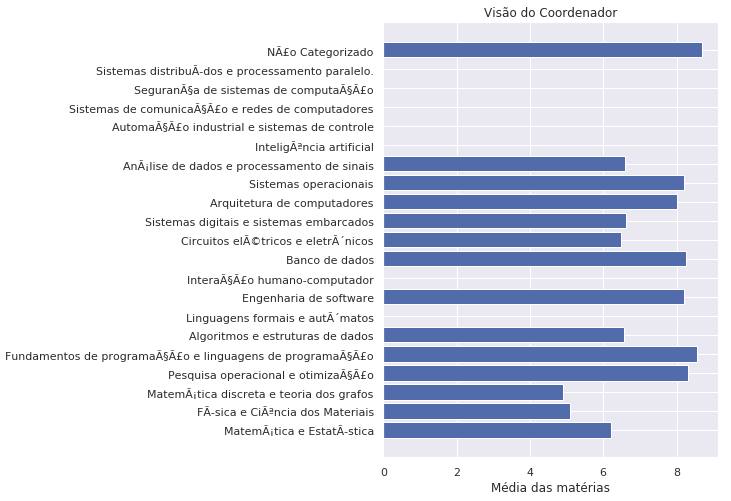 Visão do Coordenador
NÃ£o Categorizado
Sistemas distribuÃ­dos e processamento paralelo.
SeguranÃ§a de sistemas de computaÃ§Ã£o
Sistemas de comunicaÃ§Ã£o e redes de computadores
AutomaÃ§Ã£o industrial e sistemas de controle
InteligÃªncia artificial
AnÃ¡lise de dados e processamento de sinais
Sistemas operacionais
Arquitetura de computadores
Sistemas digitais e sistemas embarcados
Circuitos elÃ©tricos e eletrÃ´nicos
Banco de dados
InteraÃ§Ã£o humano-computador
Engenharia de software
Linguagens formais e autÃ´matos
Algoritmos e estruturas de dados
Fundamentos de programaÃ§Ã£o e linguagens de programaÃ§Ã£o
Pesquisa operacional e otimizaÃ§Ã£o
MatemÃ¡tica discreta e teoria dos grafos
FÃ­sica e CiÃªncia dos Materiais
MatemÃ¡tica e EstatÃ­stica
0 2 4 6 8
Média das matérias